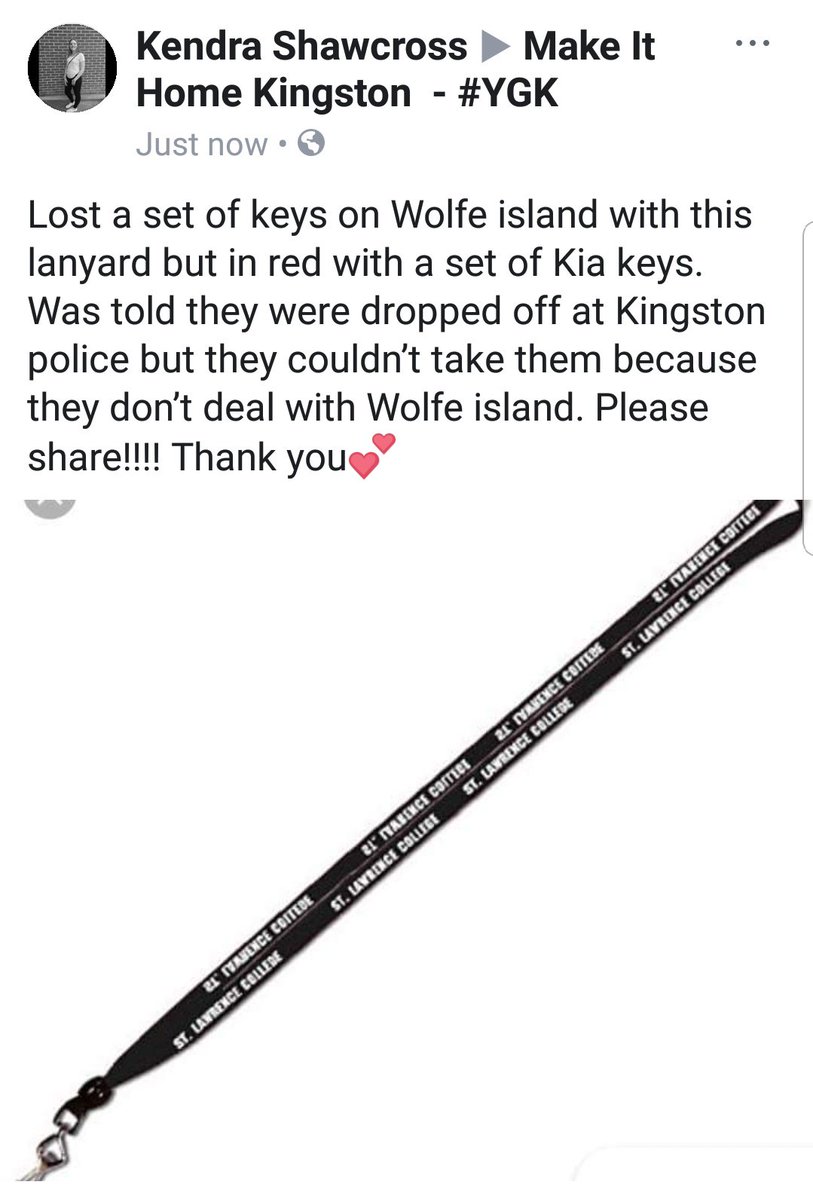 Kendra Shawcross ▶ Make It
Home Kingston - #YGK
Just now •
Lost a set of keys on Wolfe island with this
lanyard but in red with a set of Kia keys.
Was told they were dropped off at Kingston
police but they couldn't take them because
they don't deal with Wolfe island. Please
share!!!! Thank you💕
ST. LAWRENCE COLLEGE
ST. LAWRENCE COLLEGE
ST. LAWRENCE COLLEGE
ST. LAWRENCE COLLEGE
ST. LAWRENCE COLLEGE
ST. LAWRENCE COLLEGE
ST. LAWRENCE COLLEGE
ST. LAWRENCE COLLEGE